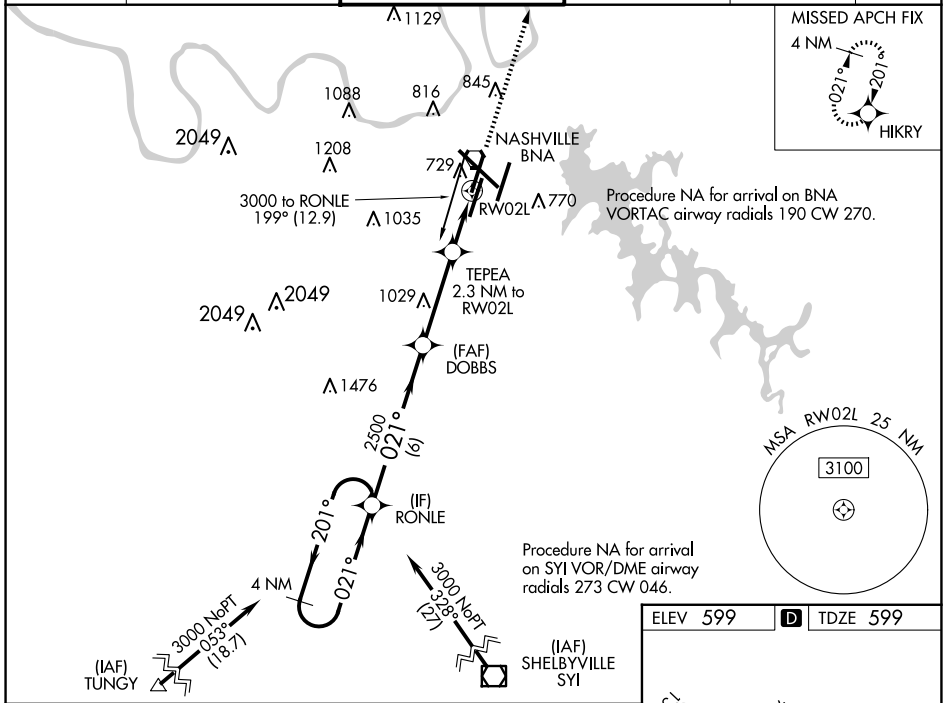 1129
MISSED APCH FIX
4 NM
021°
201°
HIKRY
845
816
1088
2049
1208
NASHVILLE
BNA
729
3000 to RONLE
199° (12.9)
1035
RW02L
770
Procedure NA for arrival on BNA
VORTAC airway radials 190 CW 270.
TEPEA
2.3 NM to
RW02L
2049
2049
1029
(FAF)
DOBBS
1476
2500
021°
(6)
MSA RW02L 25 NM
3100
(IF)
RONLE
201°
021°
4 NM
Procedure NA for arrival
on SYI VOR/DME airway
radials 273 CW 046.
3000 NoPT
053°
(18.7)
(IAF)
TUNGY
3000 NoPT
328°
(27)
(IAF)
SHELBYVILLE
SYI
ELEV 599
D
TDZE 599